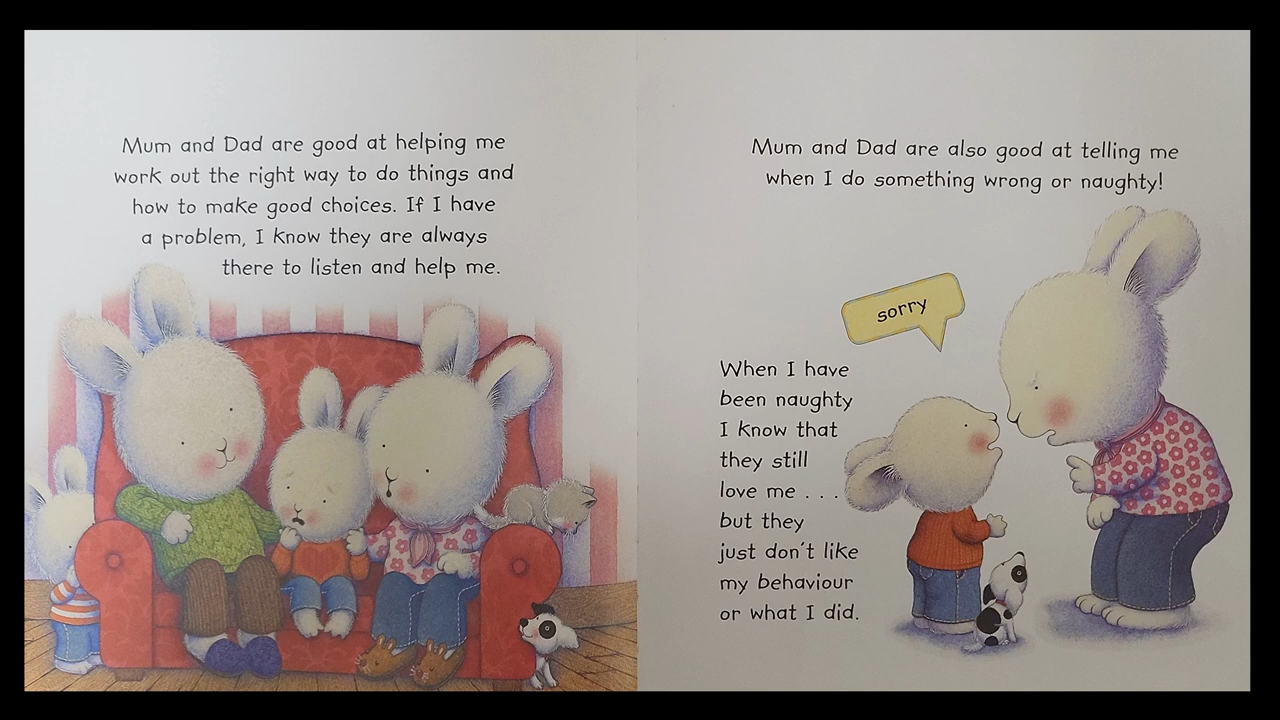 Mum and Dad are good at helping me
work out the right way to do things and
how to make good choices. If I have
a problem, I know they are always
there to listen and help me.
Mum and Dad are also good at telling me
when I do something wrong or naughty!
sorry
When I have
been naughty
I know that
they still
love me . . .
but they
just don't like
my behaviour
or what I did.